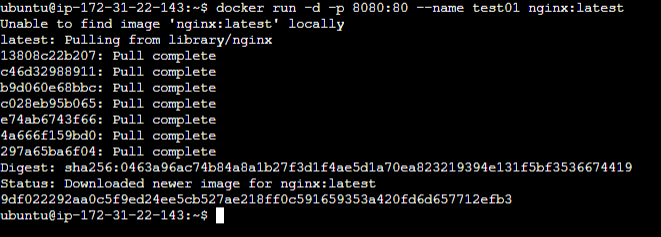 ubuntu@ip-172-31-22-143:~$ docker run -d -p 8080:80 --name test01 nginx:latest
Unable to find image 'nginx:latest' locally
latest: Pulling from library/nginx
13808c22b207: Pull complete
c46d32988911: Pull complete
b9d060e68bbc: Pull complete
c028eb95b065: Pull complete
e74ab6743f66: Pull complete
4a666f159bd0: Pull complete
297a65ba6f04: Pull complete
Digest: sha256:0463a96ac74b84a8a1b27f3d1f4ae5d1a70ea823219394e131f5bf3536674419
Status: Downloaded newer image for nginx:latest
9df022292aa0c5f9ed24ee5cb527ae218ff0c591659353a420fd6d657712efb3
ubuntu@ip-172-31-22-143:~$